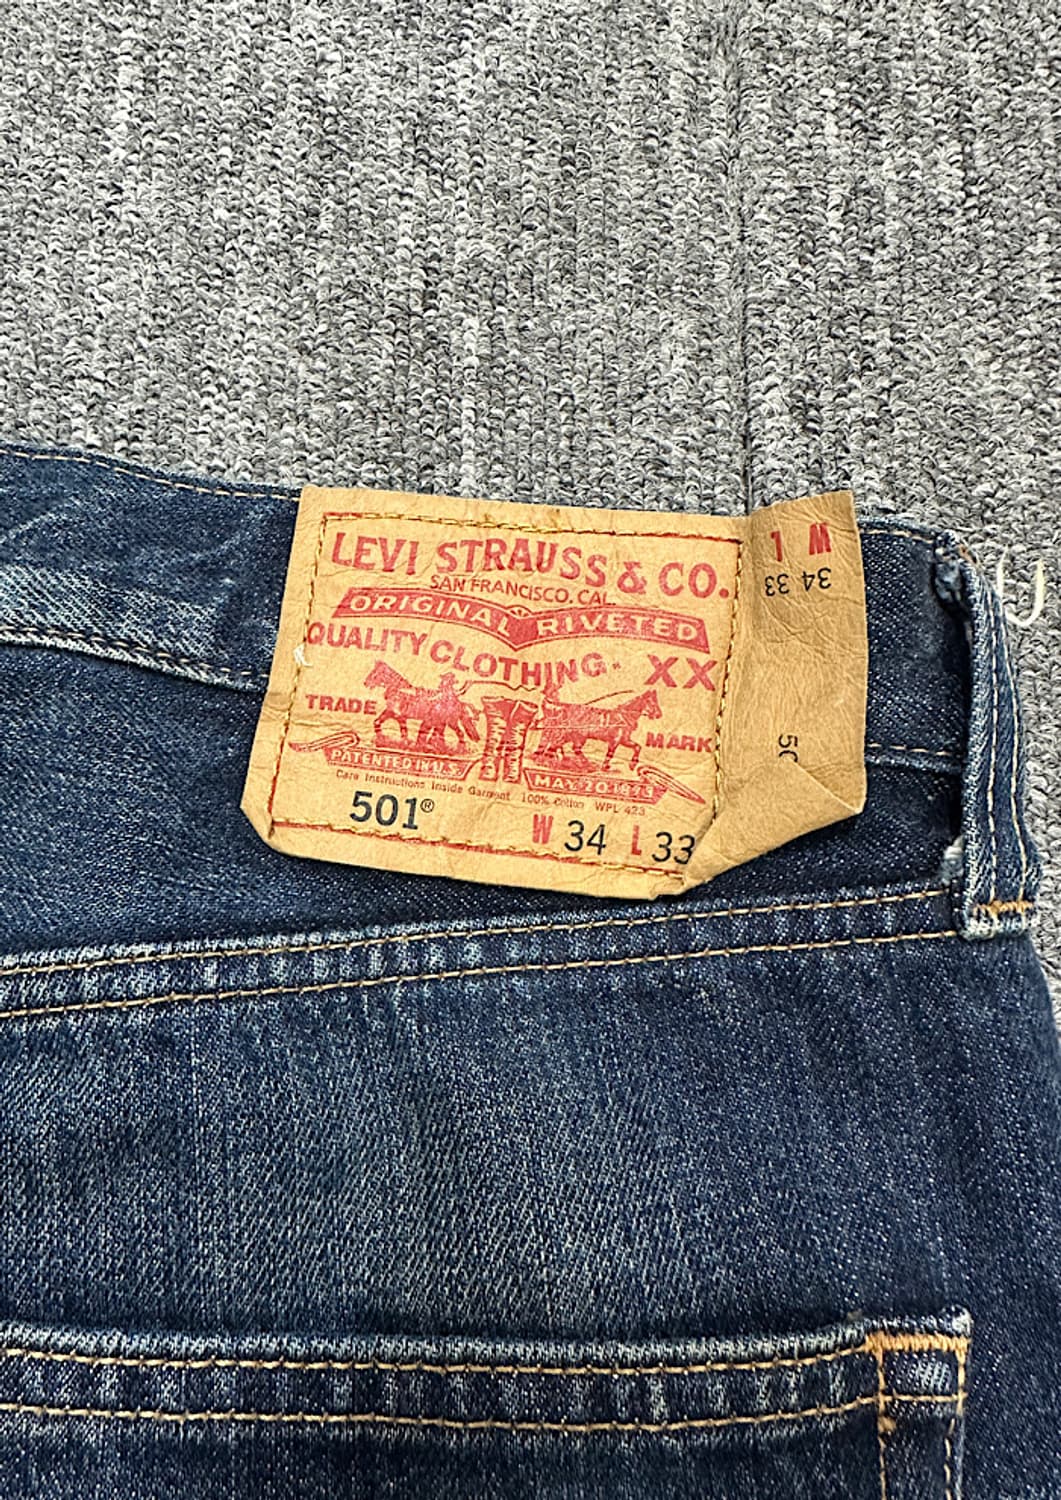 LEVI STRAUSS & CO.
SAN FRANCISCO, CAL.
ORIGINAL RIVETED
QUALITY CLOTHING XX
TRADE MARK
PATENTED IN U.S. MAY 20 1873
Care Instructions Inside Garment 100% cotton WPL 423
501®
W 34 L 33
W L
34 33
50